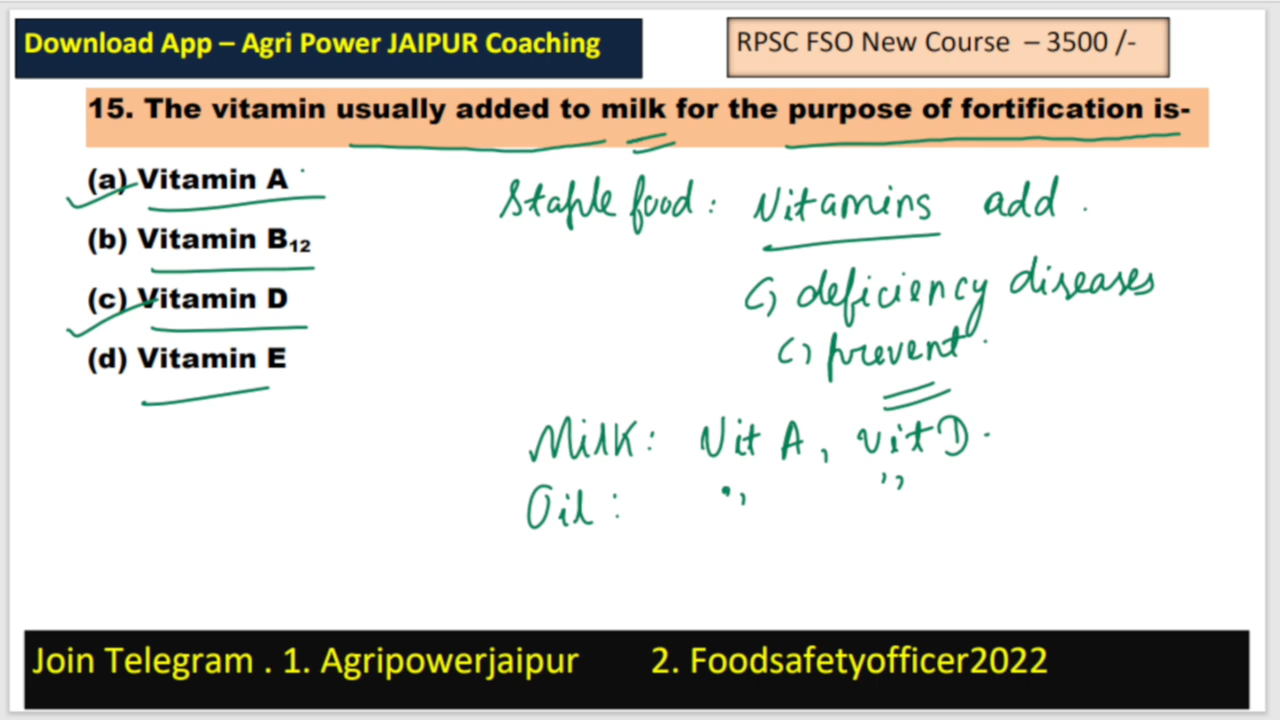 Download App – Agri Power JAIPUR Coaching
RPSC FSO New Course – 3500 /-
15. The vitamin usually added to milk for the purpose of fortification is-
(a) Vitamin A
(b) Vitamin B₁₂
(c) Vitamin D
(d) Vitamin E
Staple food : Vitamins add .
deficiency diseases
prevent .
Milk : Vit A , Vit D .
Oil : ,, ,,
Join Telegram . 1. Agripowerjaipur 2. Foodsafetyofficer2022